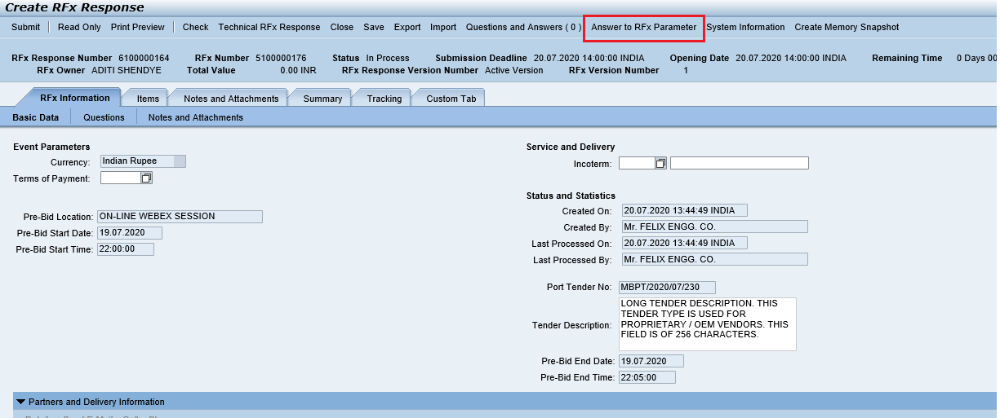 Create RFx Response
Submit Read Only Print Preview Check Technical RFx Response Close Save Export Import Questions and Answers ( 0 ) Answer to RFx Parameter System Information Create Memory Snapshot
RFx Response Number 6100000164 RFx Number 5100000176 Status In Process Submission Deadline 20.07.2020 14:00:00 INDIA Opening Date 20.07.2020 14:00:00 INDIA Remaining Time 0 Days 00
RFx Owner ADITI SHENDYE Total Value 0.00 INR RFx Response Version Number Active Version RFx Version Number 1
RFx Information Items Notes and Attachments Summary Tracking Custom Tab
Basic Data Questions Notes and Attachments
Event Parameters
Currency: Indian Rupee
Terms of Payment:
Pre-Bid Location: ON-LINE WEBEX SESSION
Pre-Bid Start Date: 19.07.2020
Pre-Bid Start Time: 22:00:00
Service and Delivery
Incoterm:
Status and Statistics
Created On: 20.07.2020 13:44:49 INDIA
Created By: Mr. FELIX ENGG. CO.
Last Processed On: 20.07.2020 13:44:49 INDIA
Last Processed By: Mr. FELIX ENGG. CO.
Port Tender No: MBPT/2020/07/230
Tender Description: LONG TENDER DESCRIPTION. THIS
TENDER TYPE IS USED FOR
PROPRIETARY / OEM VENDORS. THIS
FIELD IS OF 256 CHARACTERS.
Pre-Bid End Date: 19.07.2020
Pre-Bid End Time: 22:05:00
Partners and Delivery Information